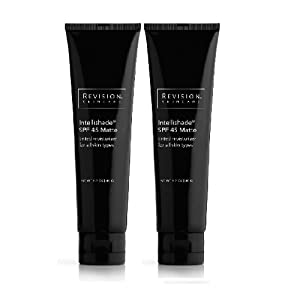 REVISION
SKINCARE
Intellishade®
SPF 45 Matte
tinted moisturizer
for all skin types
REVISION
SKINCARE
Intellishade®
SPF 45 Matte
tinted moisturizer
for all skin types